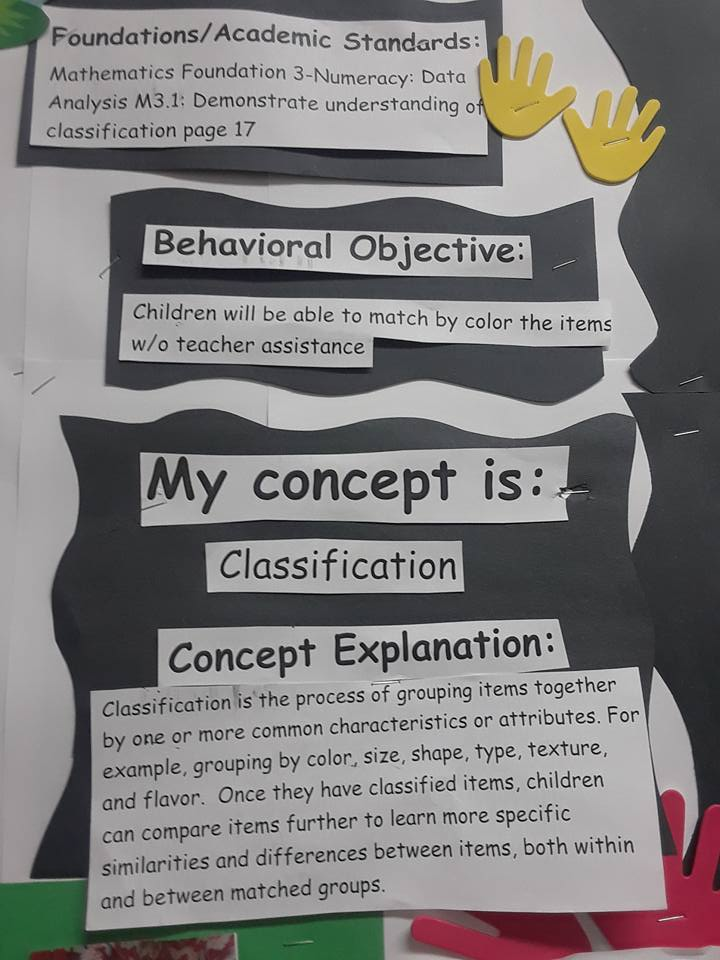 Foundations/Academic Standards:
Mathematics Foundation 3-Numeracy: Data
Analysis M3.1: Demonstrate understanding of
classification page 17
Behavioral Objective:
Children will be able to match by color the items
w/o teacher assistance
My concept is:
Classification
Concept Explanation:
Classification is the process of grouping items together
by one or more common characteristics or attributes. For
example, grouping by color, size, shape, type, texture,
and flavor. Once they have classified items, children
can compare items further to learn more specific
similarities and differences between items, both within
and between matched groups.